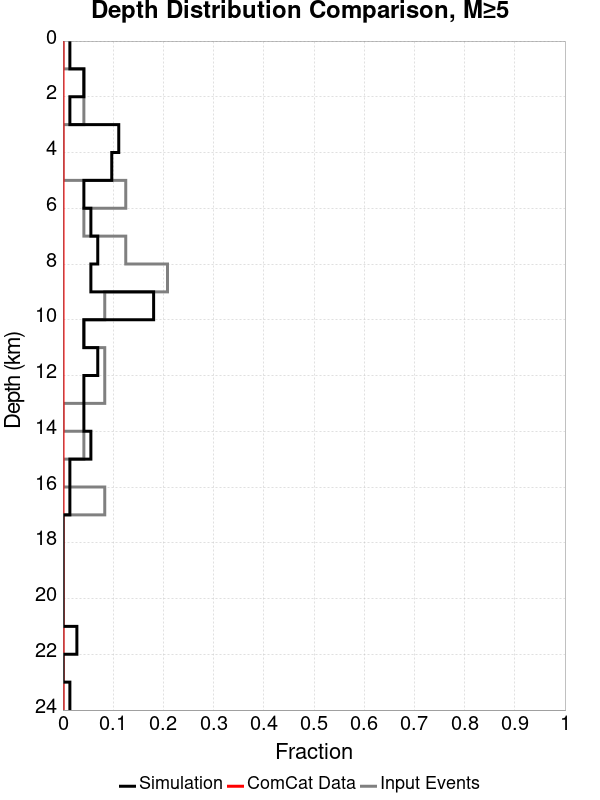 Depth Distribution Comparison, M≥5
0
2
4
6
8
10
12
14
16
18
20
22
24
Depth (km)
0 0.1 0.2 0.3 0.4 0.5 0.6 0.7 0.8 0.9 1
Fraction
Simulation ComCat Data Input Events